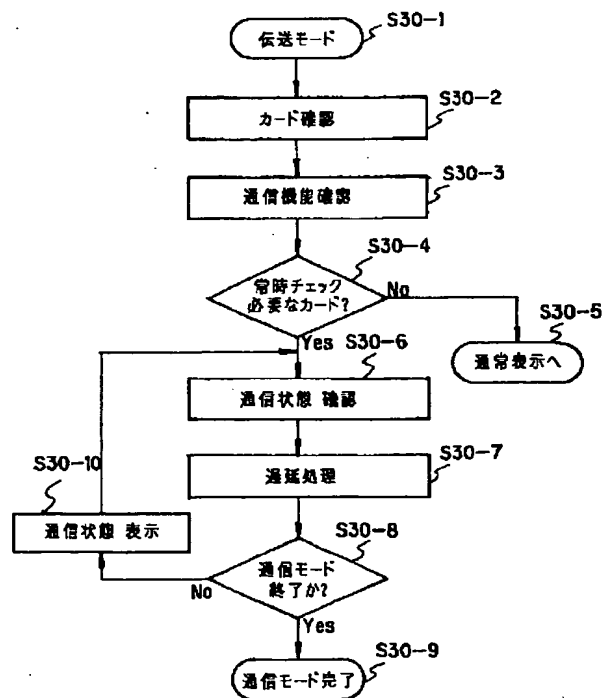 S30-1
伝送モード
S30-2
カード確認
S30-3
通信機能確認
S30-4
常時チェック
必要なカード?
No
S30-5
通常表示へ
Yes
S30-6
通信状態 確認
S30-7
遅延処理
S30-10
通信状態 表示
S30-8
通信モード
終了か?
No
Yes
S30-9
通信モード完了